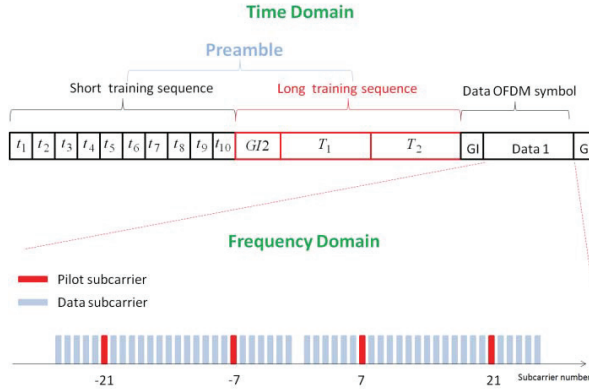 Time Domain
Preamble
Short training sequence Long training sequence Data OFDM symbol
t1 t2 t3 t4 t5 t6 t7 t8 t9 t10 GI2 T1 T2 GI Data 1 G
Frequency Domain
Pilot subcarrier
Data subcarrier
-21 -7 7 21 Subcarrier number